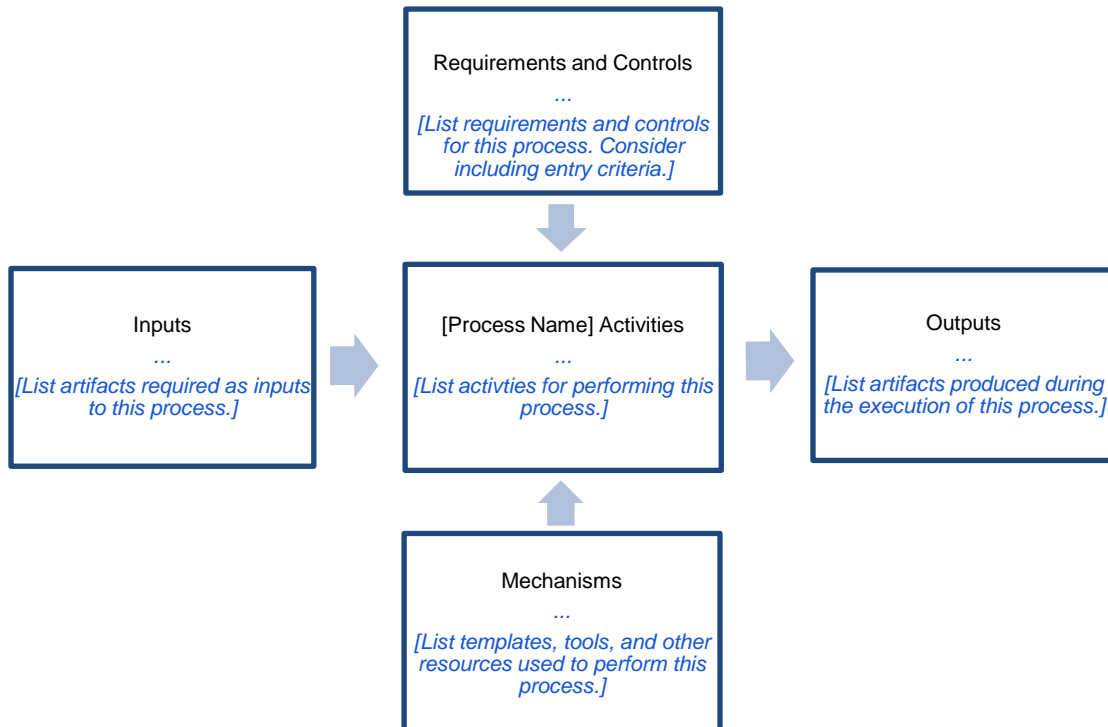 Requirements and Controls
...
[List requirements and controls
for this process. Consider
including entry criteria.]
Inputs
...
[List artifacts required as inputs
to this process.]
[Process Name] Activities
...
[List activties for performing this
process.]
Outputs
...
[List artifacts produced during
the execution of this process.]
Mechanisms
...
[List templates, tools, and other
resources used to perform this
process.]